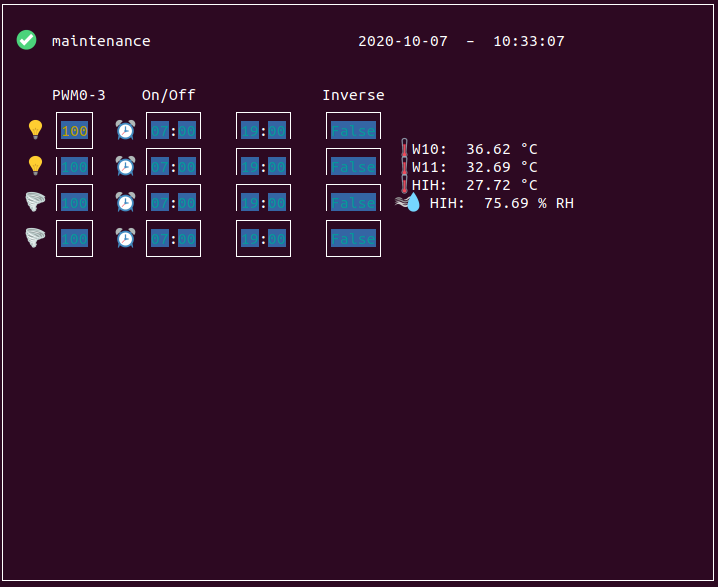 maintenance 2020-10-07 – 10:33:07
PWM0-3 On/Off Inverse
100 07:00 19:00 False
W10: 36.62 °C
100 07:00 19:00 False
W11: 32.69 °C
HIH: 27.72 °C
100 07:00 19:00 False
HIH: 75.69 % RH
100 07:00 19:00 False